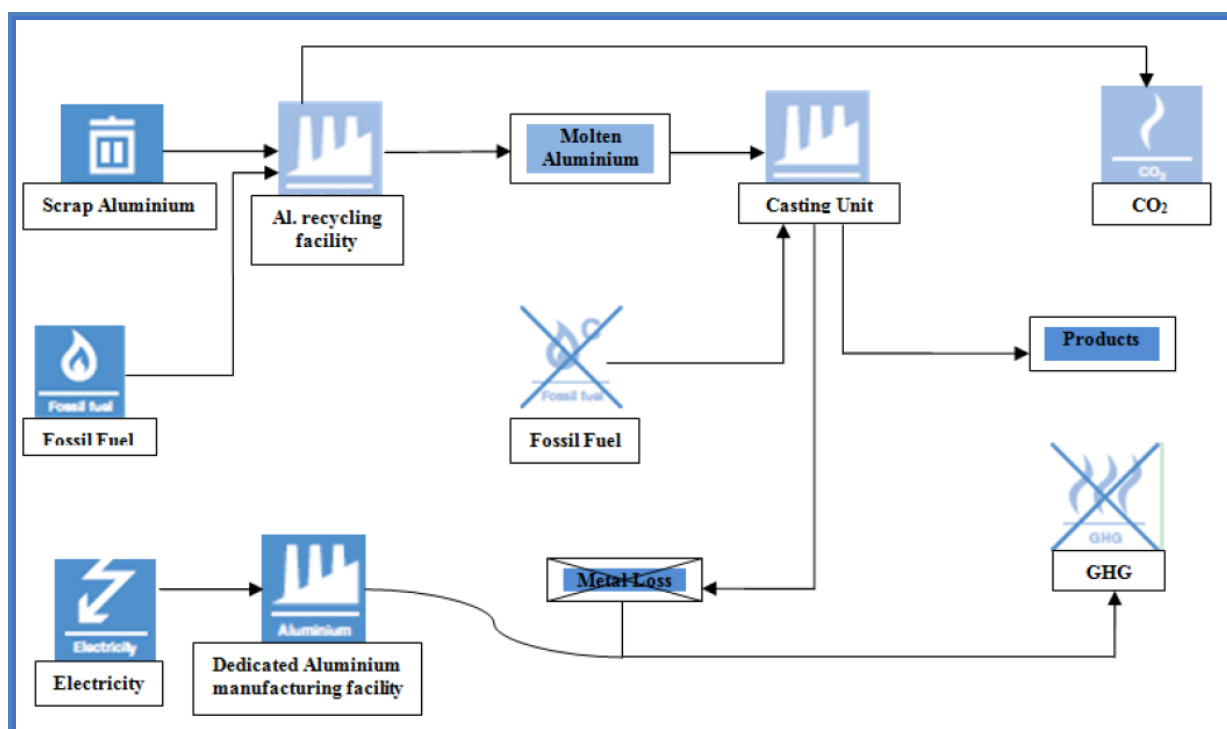 Molten
Aluminium
CO₂
Scrap Aluminium
Al. recycling
facility
Casting Unit
CO₂
Products
Fossil fuel
Fossil Fuel
Fossil fuel
Fossil Fuel
GHG
GHG
Metal Loss
Electricity
Aluminium
Electricity
Dedicated Aluminium
manufacturing facility